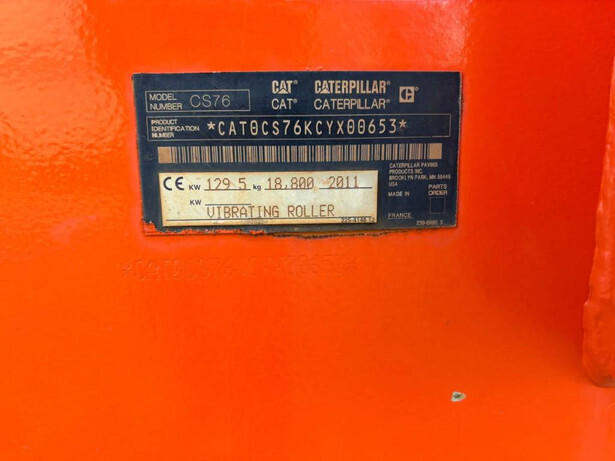 CAT® CATERPILLAR®
CAT® CATERPILLAR®
MODEL NUMBER CS76
PRODUCT IDENTIFICATION NUMBER *CAT0CS76KCYX00653*
CATERPILLAR PAVING
PRODUCTS INC.
BROOKLYN PARK, MN 55445
USA
CE KW 129.5 kg 18.800 2011
KW
VIBRATING ROLLER
MADE IN
FRANCE
PARTS
ORDER